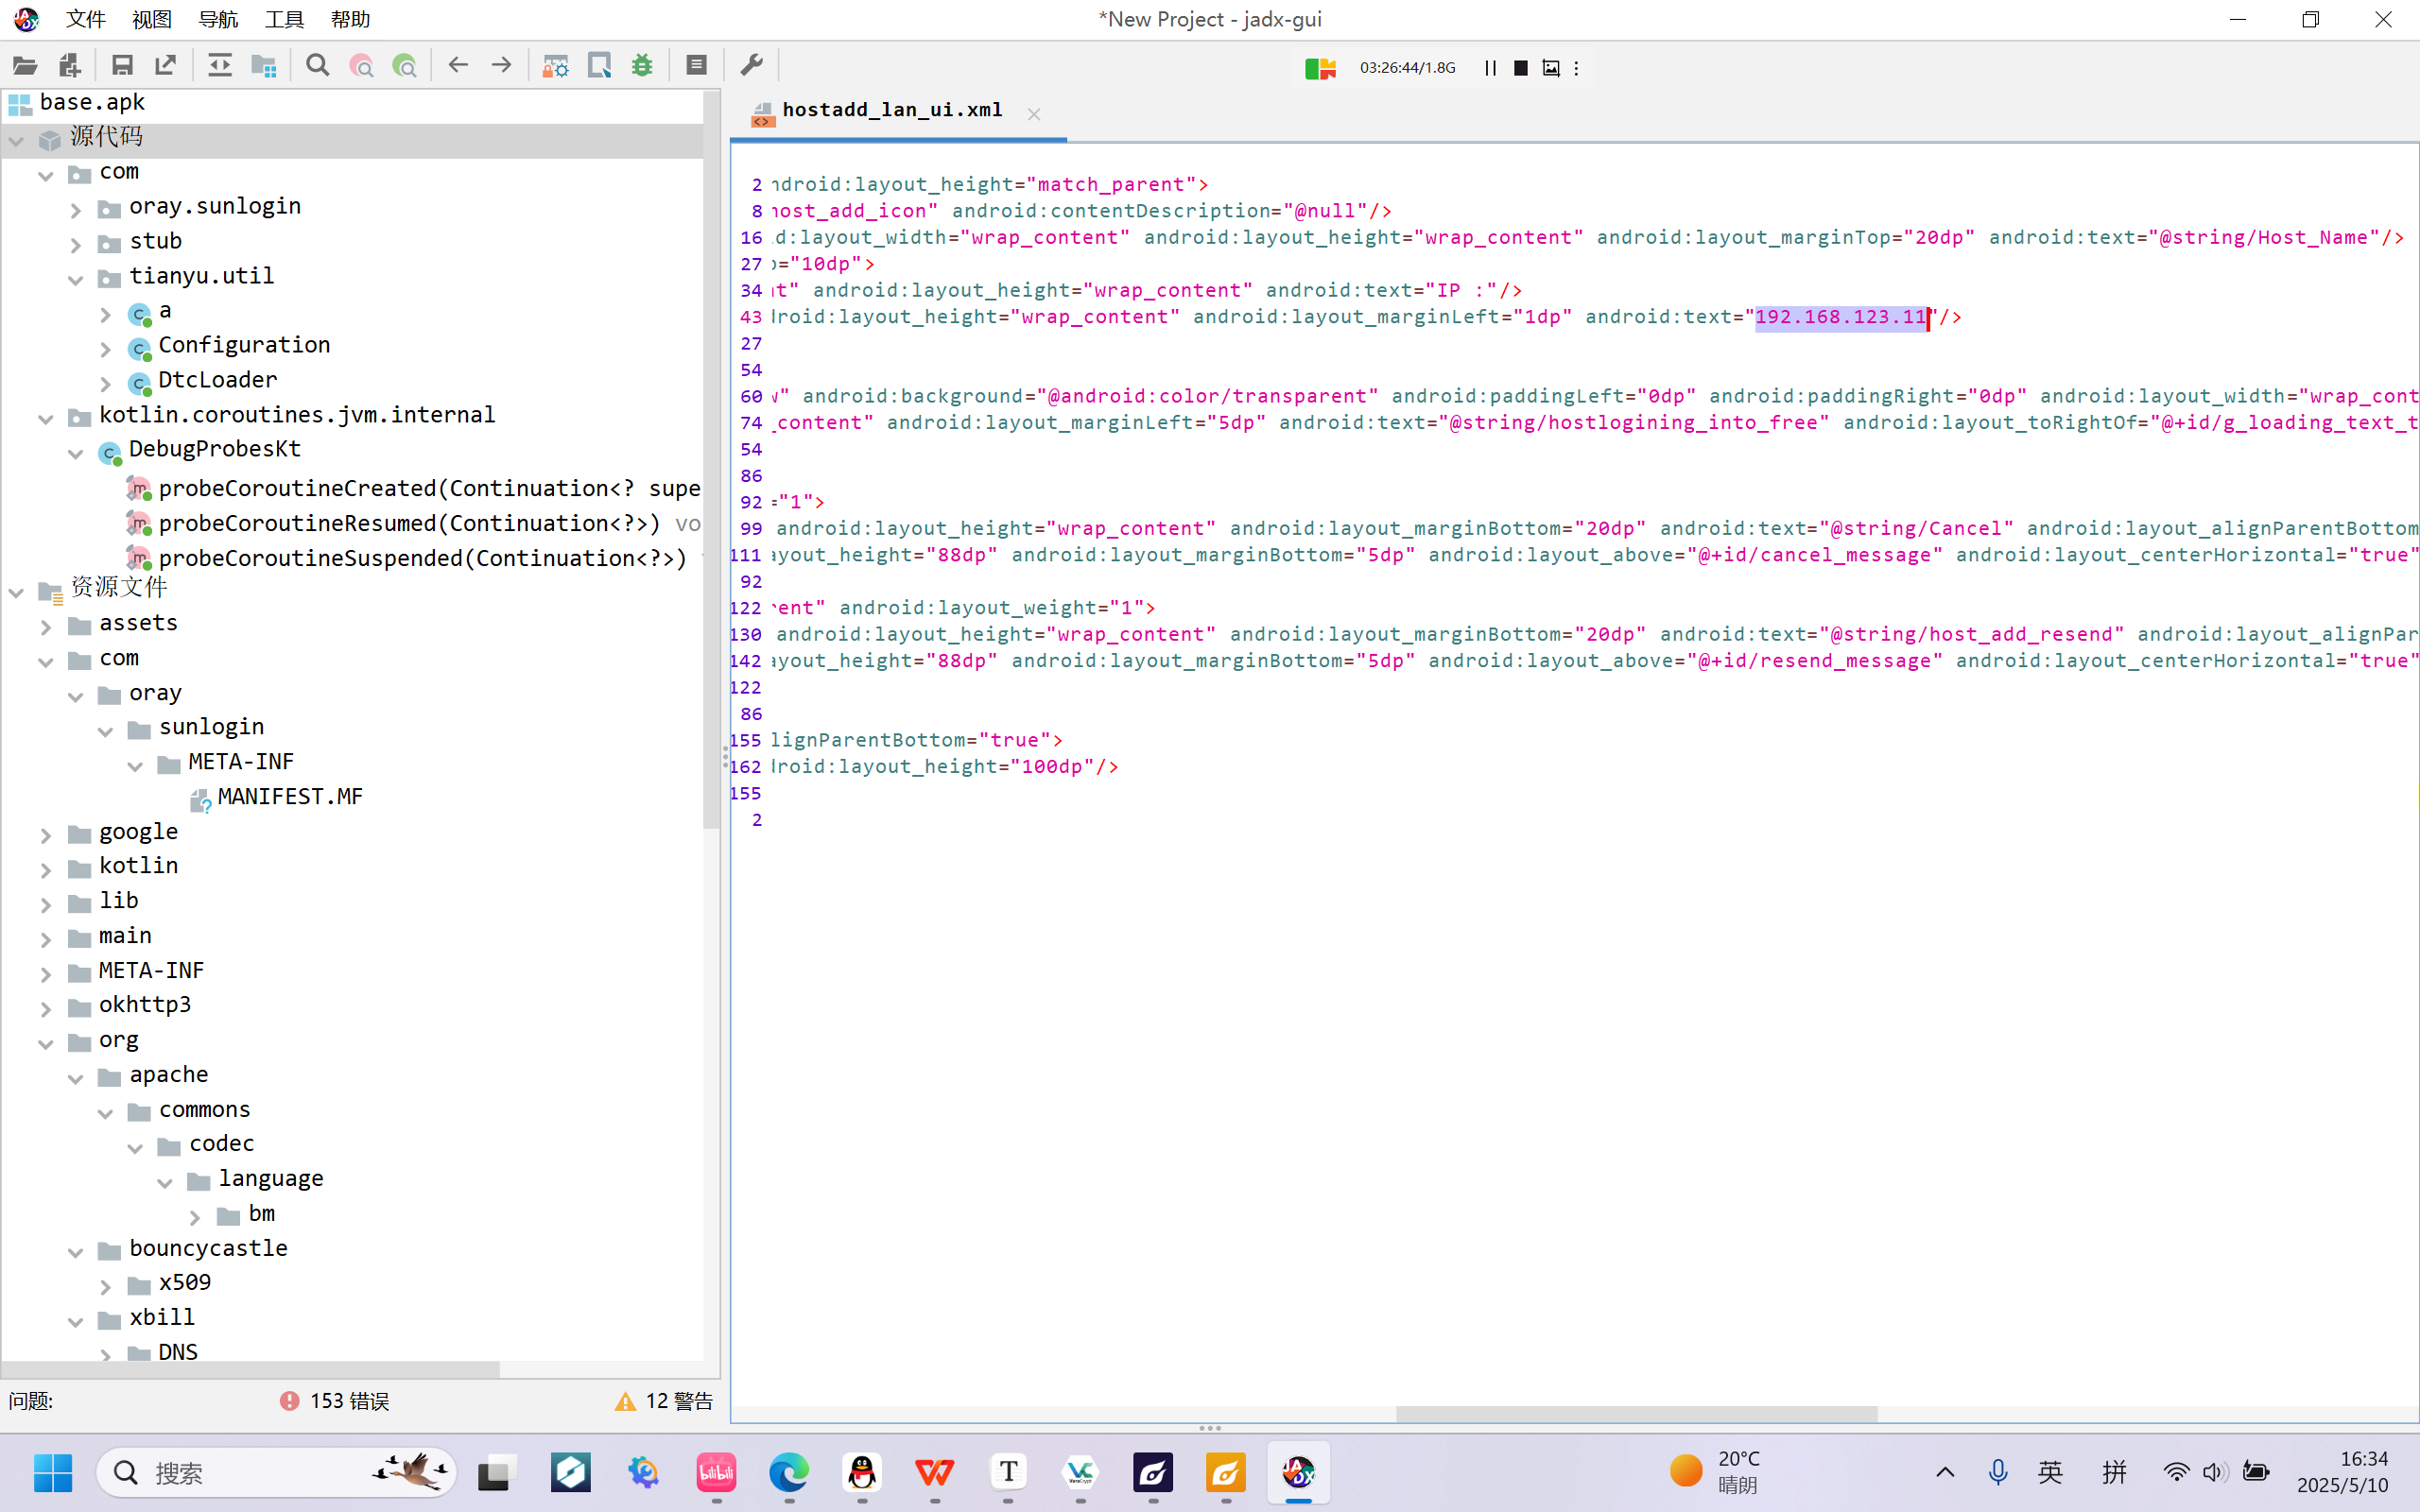 文件 视图 导航 工具 帮助
*New Project - jadx-gui
03:26:44/1.8G
base.apk
源代码
com
oray.sunlogin
stub
tianyu.util
a
Configuration
DtcLoader
kotlin.coroutines.jvm.internal
DebugProbesKt
probeCoroutineCreated(Continuation<? supe
probeCoroutineResumed(Continuation<?>) vo
probeCoroutineSuspended(Continuation<?>)
资源文件
assets
com
oray
sunlogin
META-INF
MANIFEST.MF
google
kotlin
lib
main
META-INF
okhttp3
org
apache
commons
codec
language
bm
bouncycastle
x509
xbill
DNS
问题: 153 错误 12 警告
hostadd_lan_ui.xml
2 ndroid:layout_height="match_parent">
8 host_add_icon" android:contentDescription="@null"/>
16 d:layout_width="wrap_content" android:layout_height="wrap_content" android:layout_marginTop="20dp" android:text="@string/Host_Name"/>
27 ="10dp">
34 t" android:layout_height="wrap_content" android:text="IP :"/>
43 droid:layout_height="wrap_content" android:layout_marginLeft="1dp" android:text="192.168.123.11"/>
27
54
60 " android:background="@android:color/transparent" android:paddingLeft="0dp" android:paddingRight="0dp" android:layout_width="wrap_cont
74 _content" android:layout_marginLeft="5dp" android:text="@string/hostlogining_into_free" android:layout_toRightOf="@+id/g_loading_text_t
54
86
92 ="1">
99 android:layout_height="wrap_content" android:layout_marginBottom="20dp" android:text="@string/Cancel" android:layout_alignParentBottom
111 ayout_height="88dp" android:layout_marginBottom="5dp" android:layout_above="@+id/cancel_message" android:layout_centerHorizontal="true"
92
122 rent" android:layout_weight="1">
130 android:layout_height="wrap_content" android:layout_marginBottom="20dp" android:text="@string/host_add_resend" android:layout_alignPar
142 ayout_height="88dp" android:layout_marginBottom="5dp" android:layout_above="@+id/resend_message" android:layout_centerHorizontal="true"
122
86
155 lignParentBottom="true">
162 droid:layout_height="100dp"/>
155
2
搜索
20°C
晴朗
英 拼
16:34
2025/5/10